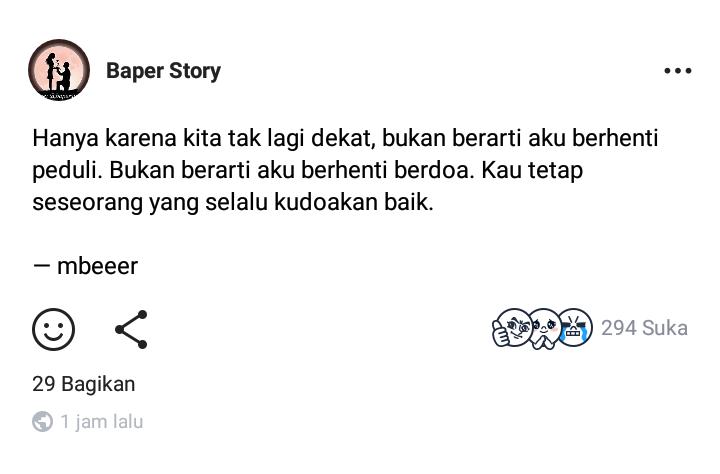 Baper Story
Hanya karena kita tak lagi dekat, bukan berarti aku berhenti
peduli. Bukan berarti aku berhenti berdoa. Kau tetap
seseorang yang selalu kudoakan baik.
— mbeeer
294 Suka
29 Bagikan
1 jam lalu